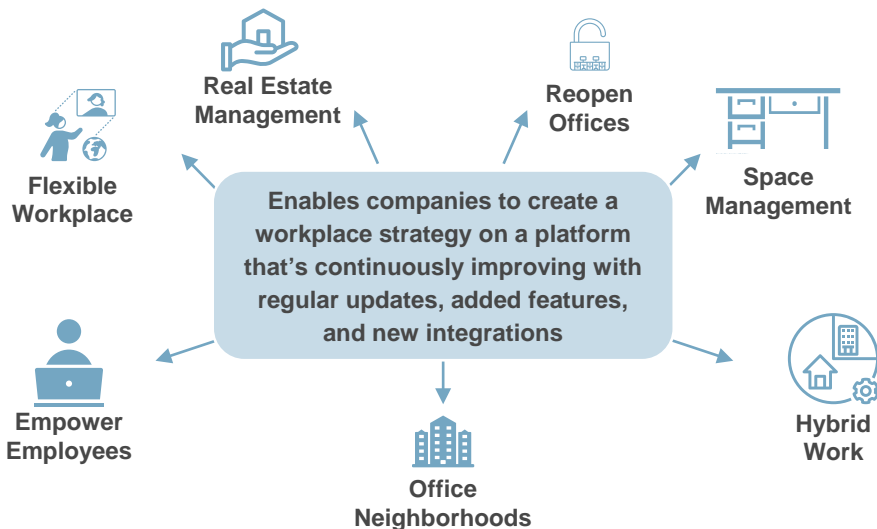 Real Estate
Management
Reopen
Offices
Flexible
Workplace
Space
Management
Enables companies to create a
workplace strategy on a platform
that's continuously improving with
regular updates, added features,
and new integrations
Empower
Employees
Office
Neighborhoods
Hybrid
Work